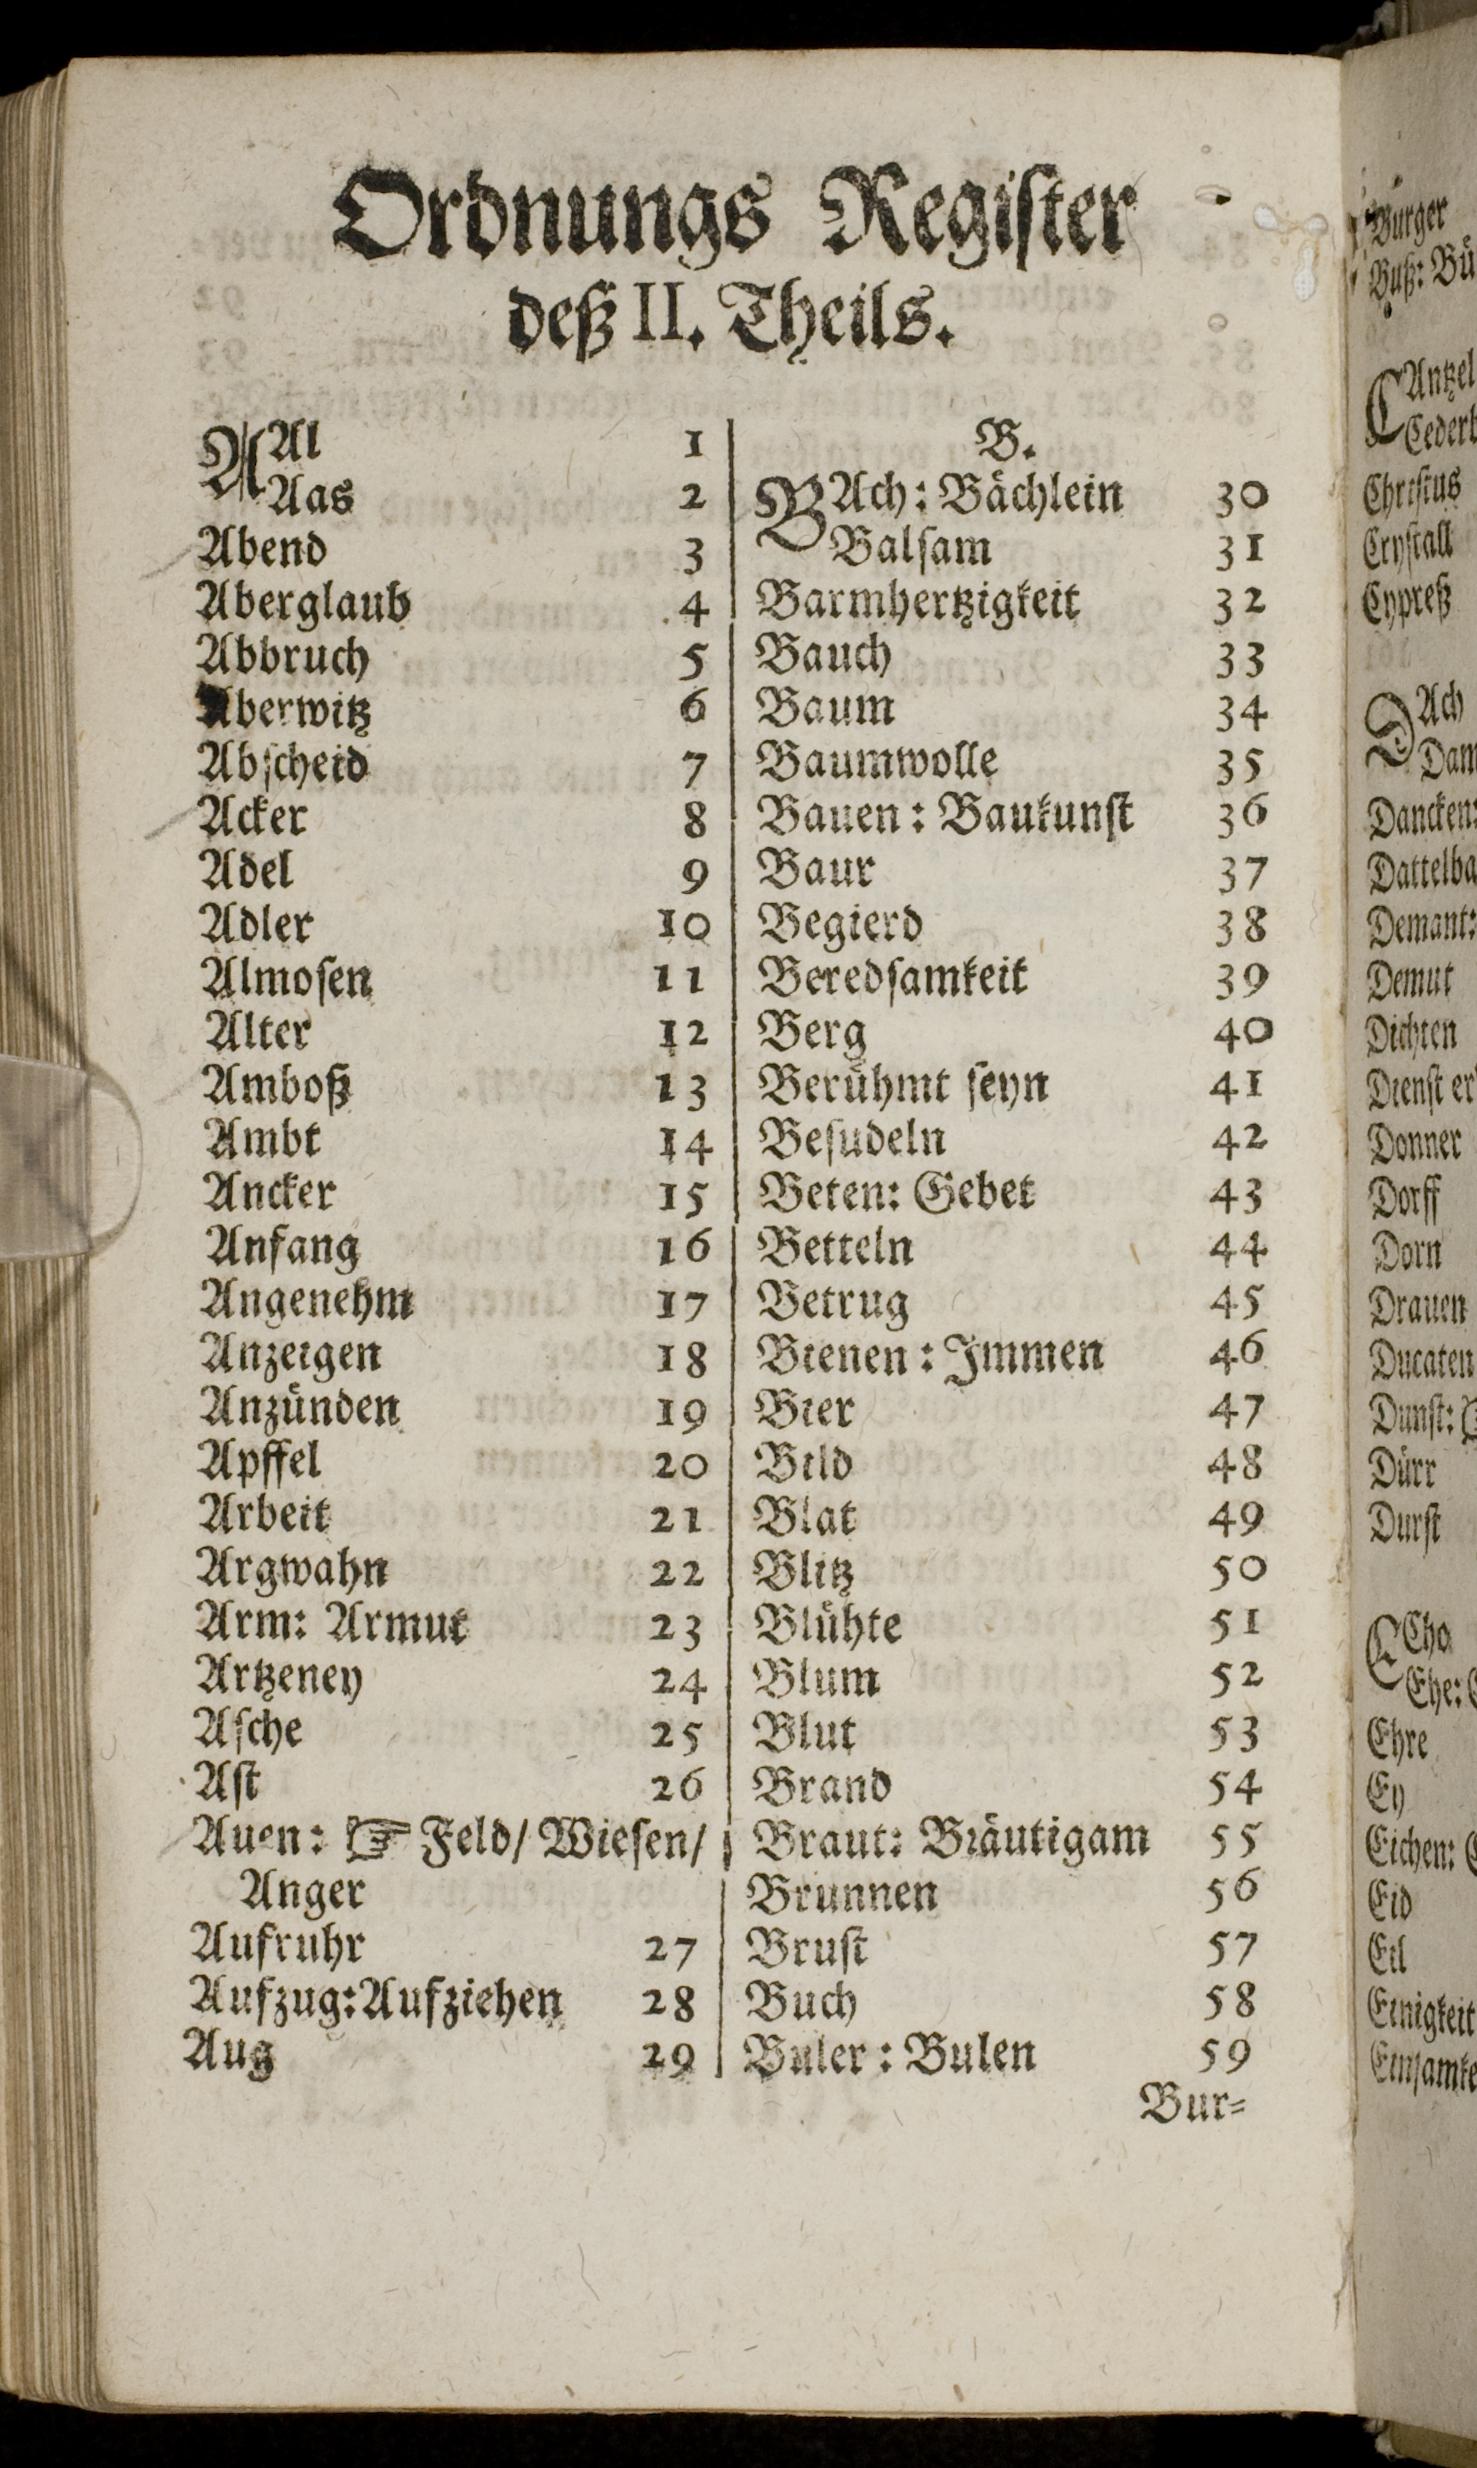 Ordnungs Register
deß II. Theils.
AAl 1
Aas 2
Abend 3
Aberglaub 4
Abbruch 5
Aberwitz 6
Abscheid 7
Acker 8
Adel 9
Adler 10
Almosen 11
Alter 12
Amboß 13
Ambt 14
Ancker 15
Anfang 16
Angenehm 17
Anzeigen 18
Anzünden 19
Apffel 20
Arbeit 21
Argwahn 22
Arm: Armut 23
Artzeney 24
Asche 25
Ast 26
Auen: ☞ Feld/ Wiesen/
Anger
Aufruhr 27
Aufzug: Aufziehen 28
Aug 29
B.
BAch: Bächlein 30
Balsam 31
Barmhertzigkeit 32
Bauch 33
Baum 34
Baumwolle 35
Bauen: Baukunst 36
Baur 37
Begierd 38
Beredsamkeit 39
Berg 40
Berühmt seyn 41
Besudeln 42
Beten: Gebet 43
Betteln 44
Betrug 45
Bienen: Immen 46
Bier 47
Bild 48
Blat 49
Blitz 50
Blühte 51
Blum 52
Blut 53
Brand 54
Braut: Bräutigam 55
Brunnen 56
Brust 57
Buch 58
Buler: Bulen 59
Bur=
Burger
Buß: Bü
CAntzel
Cederb
Christus
Crystall
Cypreß
DAch
Dam
Dancken:
Dattelba
Demant:
Demut
Dichten
Dienst er
Donner
Dorff
Dorn
Drauen
Ducaten
Dunst:
Dürr
Durst
ECho
Ehe:
Ehre
Ey
Eichen:
Eid
Eil
Einigkeit
Einsamke